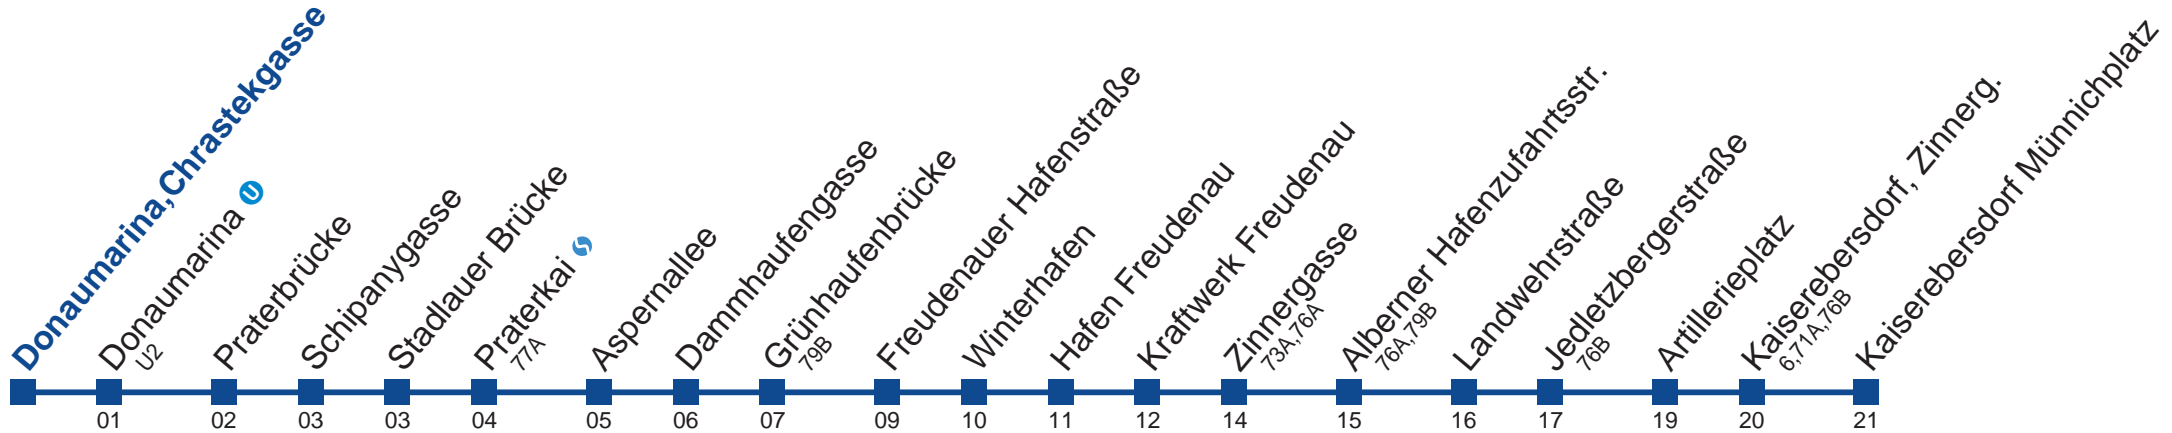 Donaumarina,Chrastekgasse
Donaumarina U
U2
Praterbrücke
Schipanygasse
Stadlauer Brücke
Praterkai S
77A
Aspernallee
Dammhaufengasse
Grünhaufenbrücke
79B
Freudenauer Hafenstraße
Winterhafen
Hafen Freudenau
Kraftwerk Freudenau
Zinnergasse
73A,76A
Alberner Hafenzufahrtsstr.
76A,79B
Landwehrstraße
Jedletzbergerstraße
76B
Artillerieplatz
Kaiserebersdorf, Zinnerg.
6,71A,76B
Kaiserebersdorf Münnichplatz
01 02 03 03 04 05 06 07 09 10 11 12 14 15 16 17 19 20 21